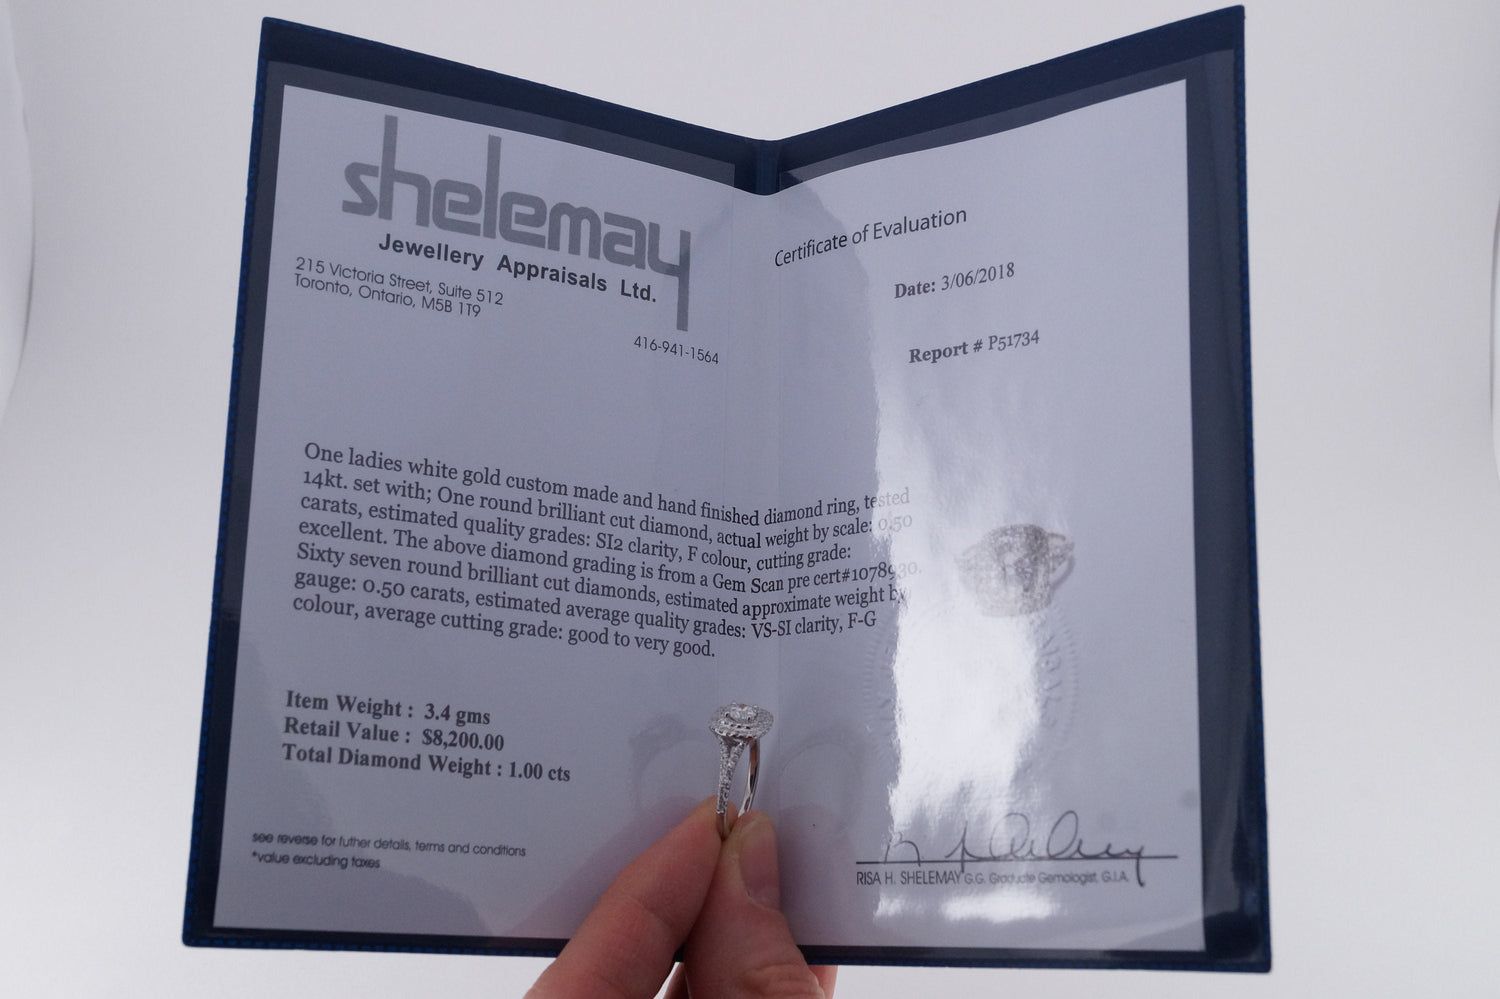 shelemay
Jewellery Appraisals Ltd.
215 Victoria Street, Suite 512
Toronto, Ontario, M5B 1T9
416-941-1564
Certificate of Evaluation
Date: 3/06/2018
Report # P51734
One ladies white gold custom made and hand finished diamond ring, tested
14kt. set with; One round brilliant cut diamond, actual weight by scale: 0.50
carats, estimated quality grades: SI2 clarity, F colour, cutting grade:
excellent. The above diamond grading is from a Gem Scan pre cert#1078930.
Sixty seven round brilliant cut diamonds, estimated approximate weight by
gauge: 0.50 carats, estimated average quality grades: VS-SI clarity, F-G
colour, average cutting grade: good to very good.
Item Weight : 3.4 gms
Retail Value : $8,200.00
Total Diamond Weight : 1.00 cts
see reverse for futher details, terms and conditions
*value excluding taxes
RISA H. SHELEMAY G.G. Graduate Gemologist, G.I.A.